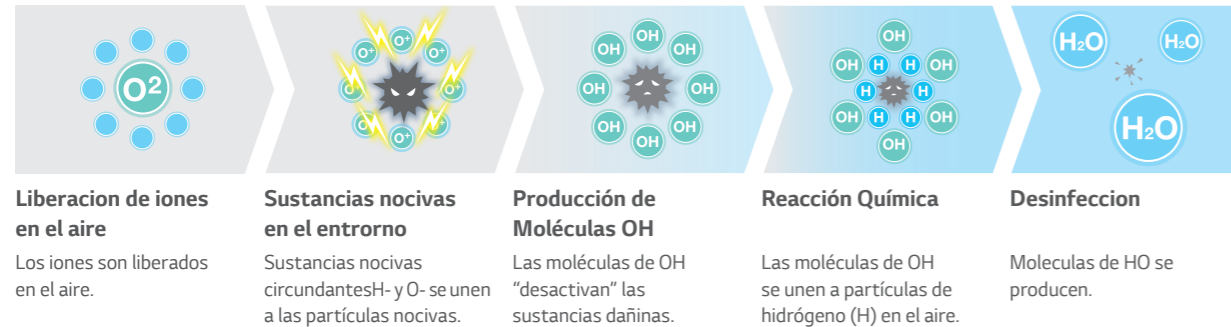 O²
O⁺ O⁺ O⁺ O⁺ O⁺ O⁺ O⁺ O⁺
OH OH OH OH OH OH OH OH
OH OH H H OH H H OH H H OH OH
H₂O H₂O
H₂O
Liberacion de iones
en el aire
Los iones son liberados
en el aire.
Sustancias nocivas
en el entrorno
Sustancias nocivas
circundantesH- y O- se unen
a las partículas nocivas.
Producción de
Moléculas OH
Las moléculas de OH
“desactivan” las
sustancias dañinas.
Reacción Química
Las moléculas de OH
se unen a partículas de
hidrógeno (H) en el aire.
Desinfeccion
Moleculas de HO se
producen.